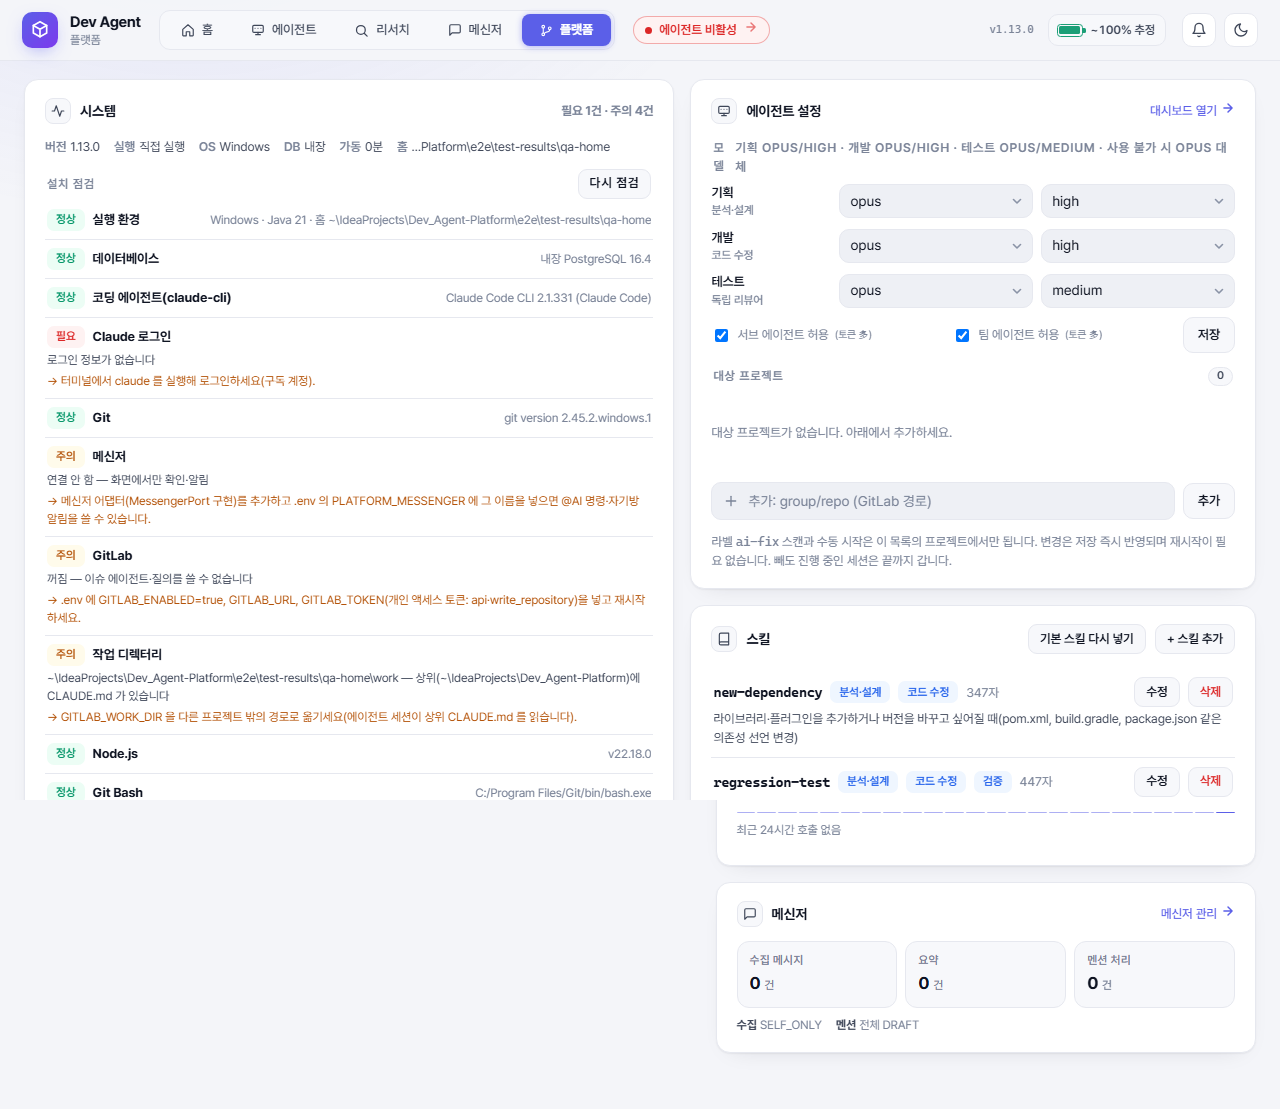 Dev Agent
플랫폼
홈
에이전트
리서치
메신저
플랫폼
에이전트 비활성 →
v1.13.0
~100% 추정
시스템
필요 1건 · 주의 4건
버전 1.13.0 실행 직접 실행 OS Windows DB 내장 가동 0분 홈 …Platform\e2e\test-results\qa-home
설치 점검
다시 점검
정상 실행 환경 Windows · Java 21 · 홈 ~\IdeaProjects\Dev_Agent-Platform\e2e\test-results\qa-home
정상 데이터베이스 내장 PostgreSQL 16.4
정상 코딩 에이전트(claude-cli) Claude Code CLI 2.1.331 (Claude Code)
필요 Claude 로그인
로그인 정보가 없습니다
→ 터미널에서 claude 를 실행해 로그인하세요(구독 계정).
정상 Git git version 2.45.2.windows.1
주의 메신저
연결 안 함 — 화면에서만 확인·알림
→ 메신저 어댑터(MessengerPort 구현)를 추가하고 .env 의 PLATFORM_MESSENGER 에 그 이름을 넣으면 @AI 명령·자기방
알림을 쓸 수 있습니다.
주의 GitLab
꺼짐 — 이슈 에이전트·질의를 쓸 수 없습니다
→ .env 에 GITLAB_ENABLED=true, GITLAB_URL, GITLAB_TOKEN(개인 액세스 토큰: api·write_repository)을 넣고 재시작
하세요.
주의 작업 디렉터리
~\IdeaProjects\Dev_Agent-Platform\e2e\test-results\qa-home\work — 상위(~\IdeaProjects\Dev_Agent-Platform)에
CLAUDE.md 가 있습니다
→ GITLAB_WORK_DIR 을 다른 프로젝트 밖의 경로로 옮기세요(에이전트 세션이 상위 CLAUDE.md 를 읽습니다).
정상 Node.js v22.18.0
정상 Git Bash C:/Program Files/Git/bin/bash.exe
에이전트 설정
대시보드 열기 →
모델
기획 OPUS/HIGH · 개발 OPUS/HIGH · 테스트 OPUS/MEDIUM · 사용 불가 시 OPUS 대
체
기획
분석·설계
opus high
개발
코드 수정
opus high
테스트
독립 리뷰어
opus medium
서브 에이전트 허용 (토큰 多) 팀 에이전트 허용 (토큰 多) 저장
대상 프로젝트 0
대상 프로젝트가 없습니다. 아래에서 추가하세요.
+ 추가: group/repo (GitLab 경로) 추가
라벨 ai-fix 스캔과 수동 시작은 이 목록의 프로젝트에서만 됩니다. 변경은 저장 즉시 반영되며 재시작이 필
요 없습니다. 빼도 진행 중인 세션은 끝까지 갑니다.
스킬 기본 스킬 다시 넣기 + 스킬 추가
new-dependency 분석·설계 코드 수정 347자 수정 삭제
라이브러리·플러그인을 추가하거나 버전을 바꾸고 싶어질 때(pom.xml, build.gradle, package.json 같은
의존성 선언 변경)
regression-test 분석·설계 코드 수정 검증 447자 수정 삭제
최근 24시간 호출 없음
메신저
메신저 관리 →
수집 메시지
0 건
요약
0 건
멘션 처리
0 건
수집 SELF_ONLY 멘션 전체 DRAFT